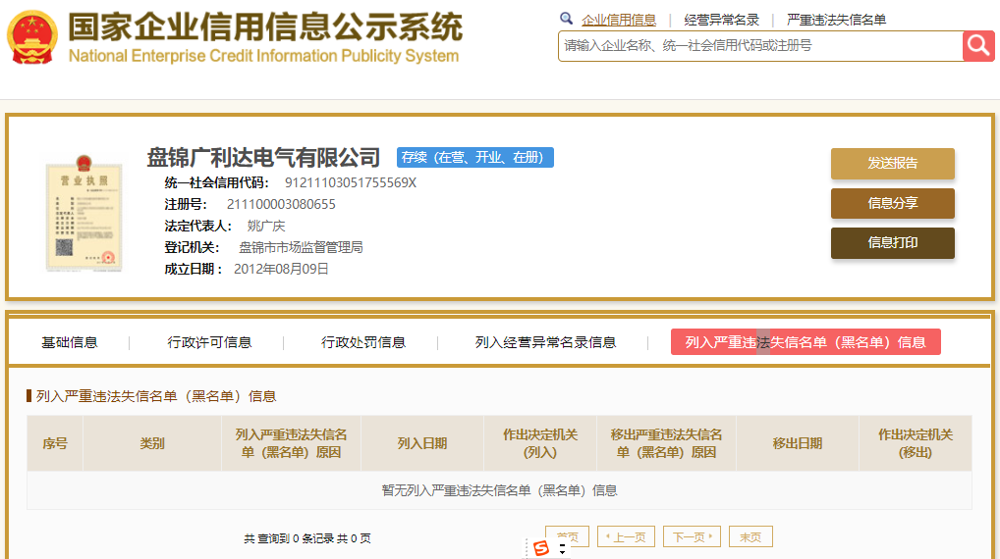 国家企业信用信息公示系统
National Enterprise Credit Information Publicity System
企业信用信息 | 经营异常名录 | 严重违法失信名单
请输入企业名称、统一社会信用代码或注册号
营业执照
盘锦广利达电气有限公司 存续（在营、开业、在册）
统一社会信用代码： 91211103051755569X
注册号： 211100003080655
法定代表人： 姚广庆
登记机关： 盘锦市市场监督管理局
成立日期： 2012年08月09日
发送报告
信息分享
信息打印
基础信息 | 行政许可信息 | 行政处罚信息 | 列入经营异常名录信息 | 列入严重违法失信名单（黑名单）信息
列入严重违法失信名单（黑名单）信息
序号 类别 列入严重违法失信名单（黑名单）原因 列入日期 作出决定机关(列入) 移出严重违法失信名单（黑名单）原因 移出日期 作出决定机关(移出)
暂无列入严重违法失信名单（黑名单）信息
共 查询到 0 条记录 共 0 页 首页 上一页 下一页 末页